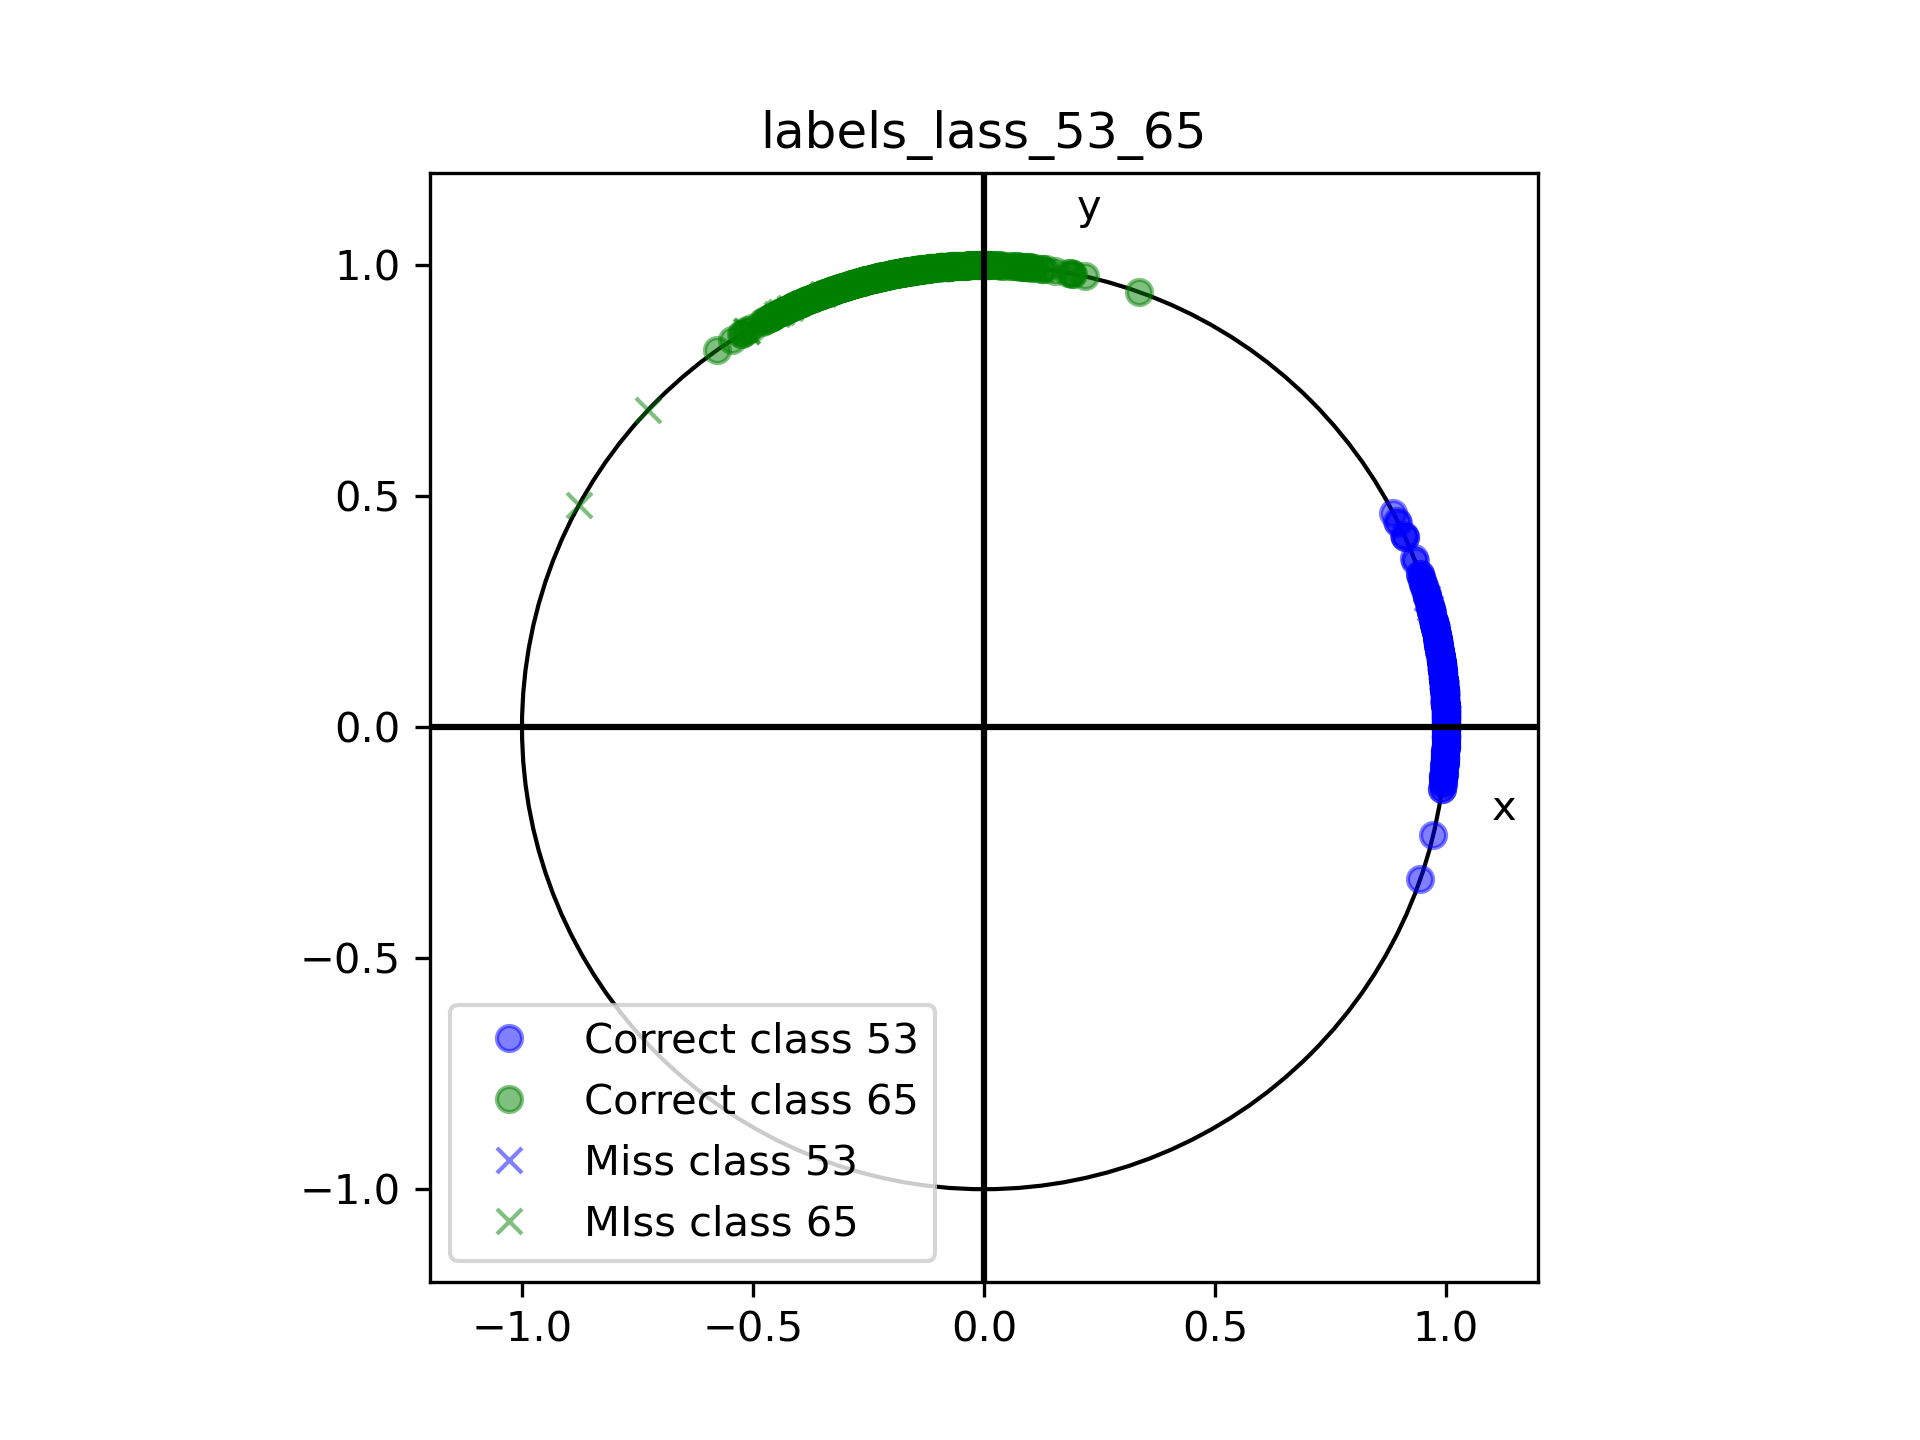 labels_lass_53_65
y
1.0
0.5
0.0
x
−0.5
−1.0
Correct class 53
Correct class 65
Miss class 53
MIss class 65
−1.0 −0.5 0.0 0.5 1.0